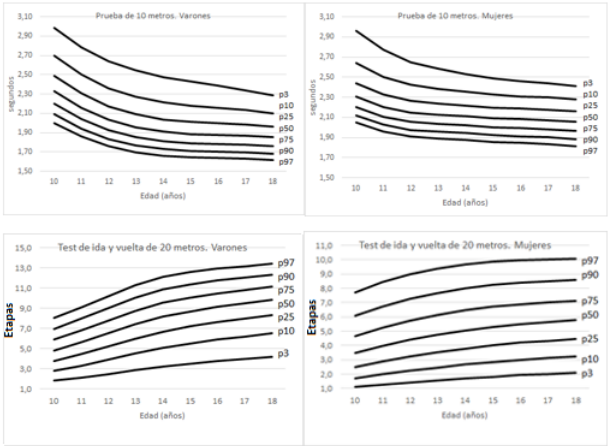 Prueba de 10 metros. Varones
3,10
2,90
2,70
2,50
2,30
2,10
1,90
1,70
1,50
segundos
p3
p10
p25
p50
p75
p90
p97
10 11 12 13 14 15 16 17 18
Edad (años)
Prueba de 10 metros. Mujeres
3,10
2,90
2,70
2,50
2,30
2,10
1,90
1,70
1,50
segundos
p3
p10
p25
p50
p75
p90
p97
10 11 12 13 14 15 16 17 18
Edad (años)
Test de ida y vuelta de 20 metros. Varones
15,0
13,0
11,0
9,0
7,0
5,0
3,0
1,0
Etapas
p97
p90
p75
p50
p25
p10
p3
10 11 12 13 14 15 16 17 18
Edad (años)
Test de ida y vuelta de 20 metros. Mujeres
11,0
10,0
9,0
8,0
7,0
6,0
5,0
4,0
3,0
2,0
1,0
Etapas
p97
p90
p75
p50
p25
p10
p3
10 11 12 13 14 15 16 17 18
Edad (años)